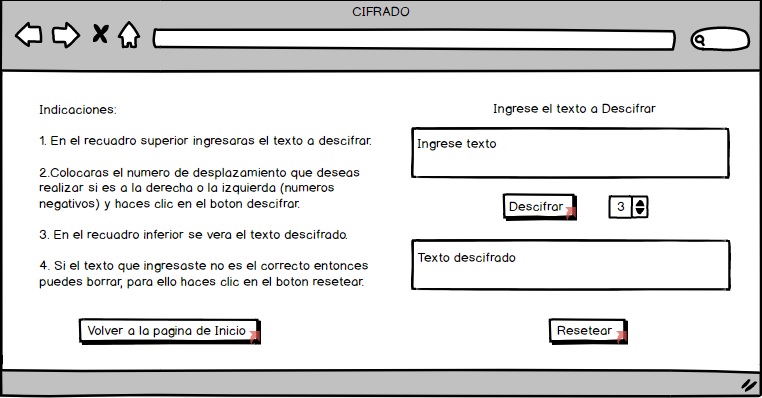 CIFRADO
Indicaciones:
1. En el recuadro superior ingresaras el texto a descifrar.
2.Colocaras el numero de desplazamiento que deseas
realizar si es a la derecha o la izquierda (numeros
negativos) y haces clic en el boton descifrar.
3. En el recuadro inferior se vera el texto descifrado.
4. Si el texto que ingresaste no es el correcto entonces
puedes borrar, para ello haces clic en el boton resetear.
Volver a la pagina de Inicio
Ingrese el texto a Descifrar
Ingrese texto
Descifrar
3
Texto descifrado
Resetear